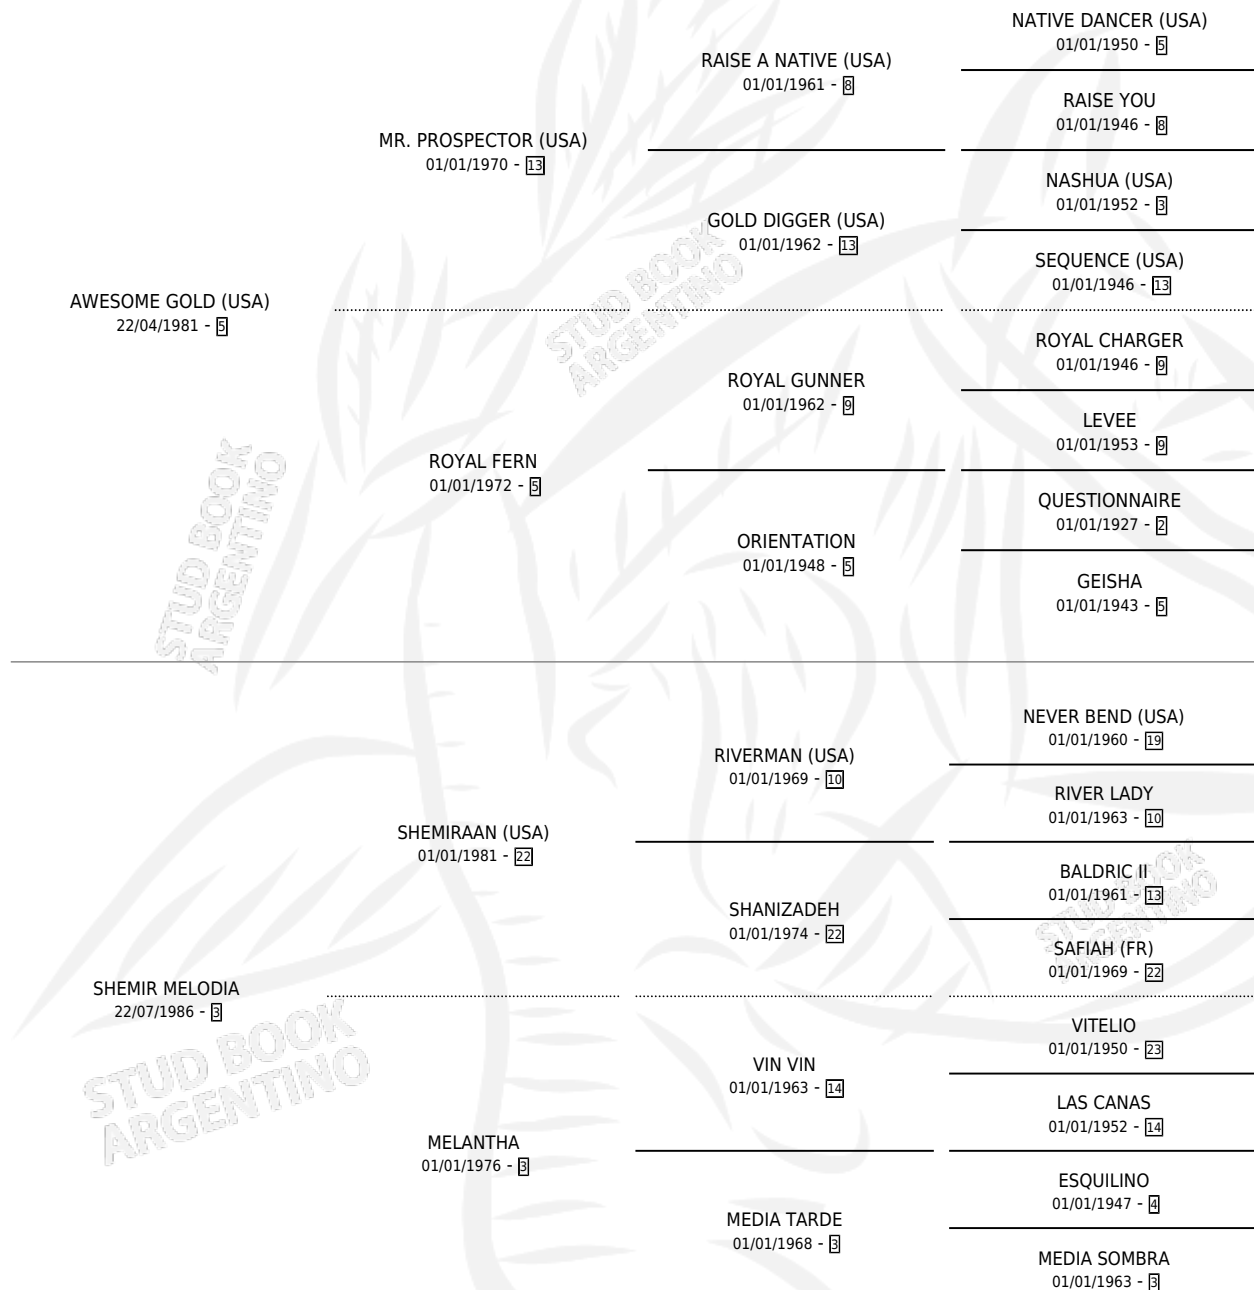 NATIVE DANCER (USA)
01/01/1950 - 5
RAISE A NATIVE (USA)
01/01/1961 - 8
RAISE YOU
01/01/1946 - 8
MR. PROSPECTOR (USA)
01/01/1970 - 13
NASHUA (USA)
01/01/1952 - 3
GOLD DIGGER (USA)
01/01/1962 - 13
SEQUENCE (USA)
01/01/1946 - 13
AWESOME GOLD (USA)
22/04/1981 - 5
STUD BOOK
ARGENTINO
ROYAL CHARGER
01/01/1946 - 9
ROYAL GUNNER
01/01/1962 - 9
LEVEE
01/01/1953 - 9
ROYAL FERN
01/01/1972 - 5
QUESTIONNAIRE
01/01/1927 - 2
ORIENTATION
01/01/1948 - 5
GEISHA
01/01/1943 - 5
STUD BOOK
ARGENTINO
NEVER BEND (USA)
01/01/1960 - 19
RIVERMAN (USA)
01/01/1969 - 10
RIVER LADY
01/01/1963 - 10
SHEMIRAAN (USA)
01/01/1981 - 22
BALDRIC II
01/01/1961 - 13
SHANIZADEH
01/01/1974 - 22
STUD BOOK
ARGENTINO
SAFIAH (FR)
01/01/1969 - 22
SHEMIR MELODIA
22/07/1986 - 3
STUD BOOK
ARGENTINO
VITELIO
01/01/1950 - 23
VIN VIN
01/01/1963 - 14
LAS CANAS
01/01/1952 - 14
MELANTHA
01/01/1976 - 3
ESQUILINO
01/01/1947 - 4
MEDIA TARDE
01/01/1968 - 3
MEDIA SOMBRA
01/01/1963 - 3